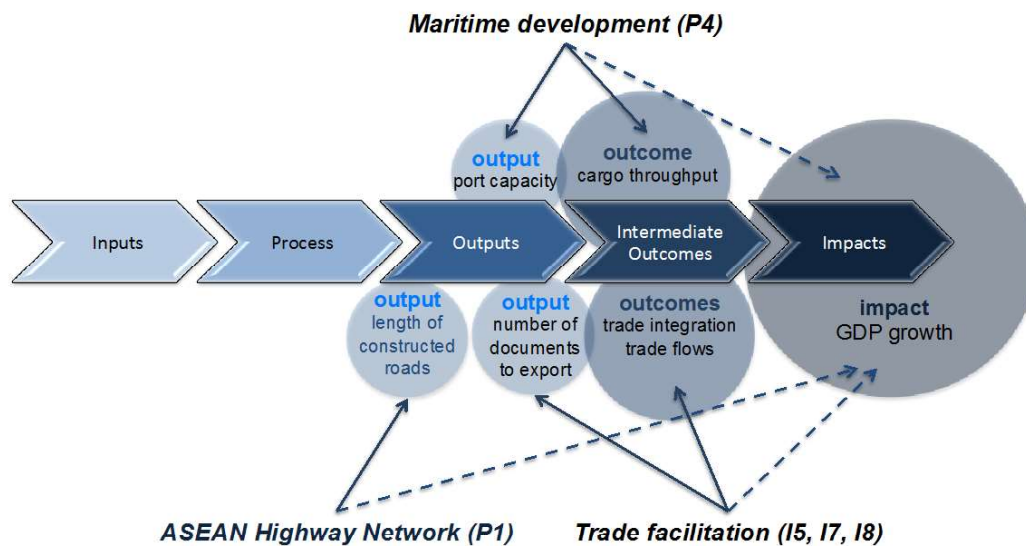 Maritime development (P4)
output
port capacity
outcome
cargo throughput
Inputs
Process
Outputs
Intermediate
Outcomes
Impacts
output
length of
constructed
roads
output
number of
documents
to export
outcomes
trade integration
trade flows
impact
GDP growth
ASEAN Highway Network (P1)
Trade facilitation (I5, I7, I8)